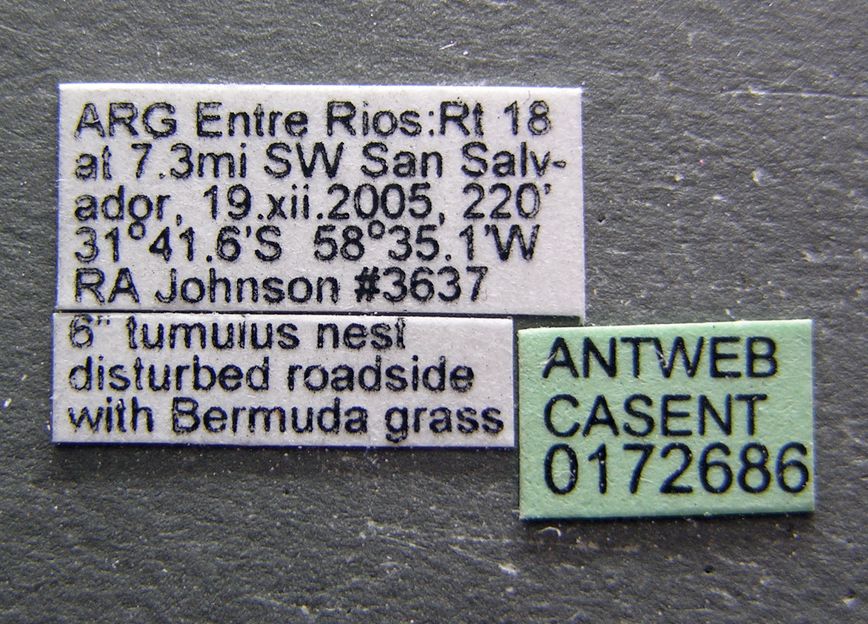 ARG Entre Rios:Rt 18
at 7.3mi SW San Salv-
ador, 19.xii.2005, 220'
31°41.6'S 58°35.1'W
RA Johnson #3637
6" tumulus nest
disturbed roadside
with Bermuda grass
ANTWEB
CASENT
0172686